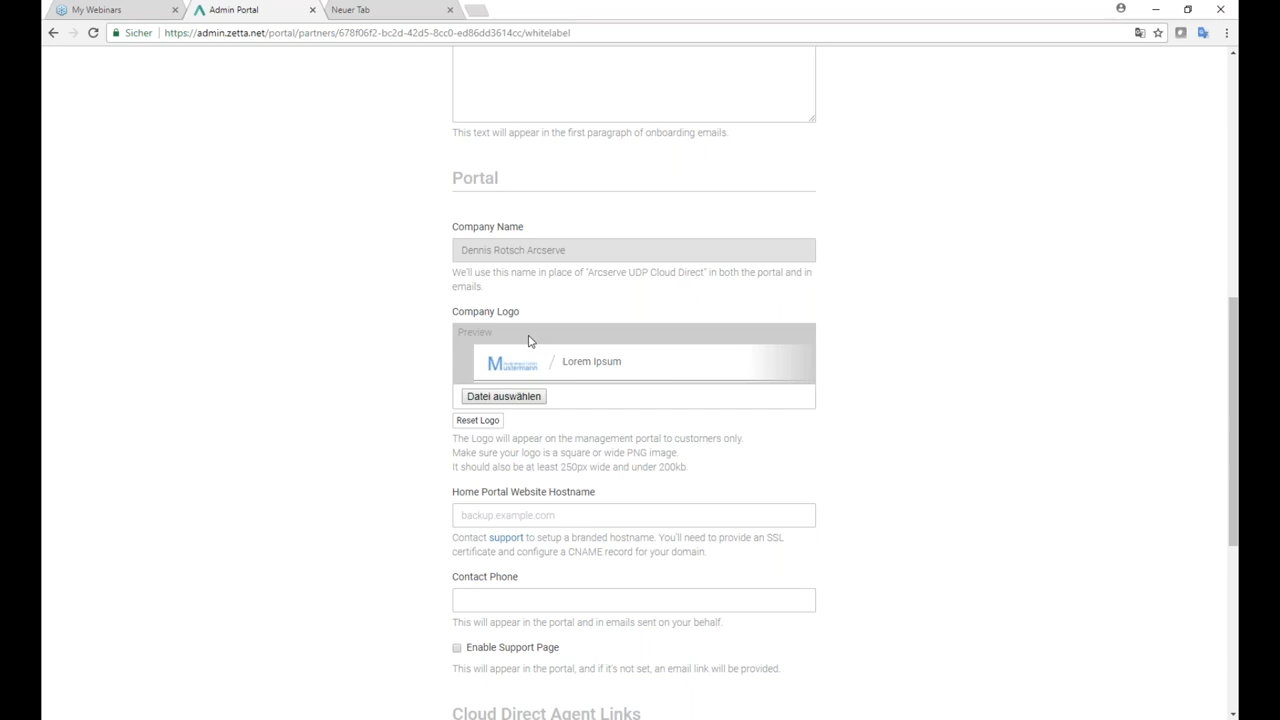 My Webinars
Admin Portal
Neuer Tab
Sicher
https://admin.zetta.net/portal/partners/678f06f2-bc2d-42d5-8cc0-ed86dd3614cc/whitelabel
This text will appear in the first paragraph of onboarding emails.
Portal
Company Name
Dennis Rotsch Arcserve
We'll use this name in place of "Arcserve UDP Cloud Direct" in both the portal and in
emails.
Company Logo
Preview
Mustermann / Lorem Ipsum
Datei auswählen
Reset Logo
The Logo will appear on the management portal to customers only.
Make sure your logo is a square or wide PNG image.
It should also be at least 250px wide and under 200kb.
Home Portal Website Hostname
backup.example.com
Contact support to setup a branded hostname. You'll need to provide an SSL
certificate and configure a CNAME record for your domain.
Contact Phone
This will appear in the portal and in emails sent on your behalf.
Enable Support Page
This will appear in the portal, and if it's not set, an email link will be provided.
Cloud Direct Agent Links